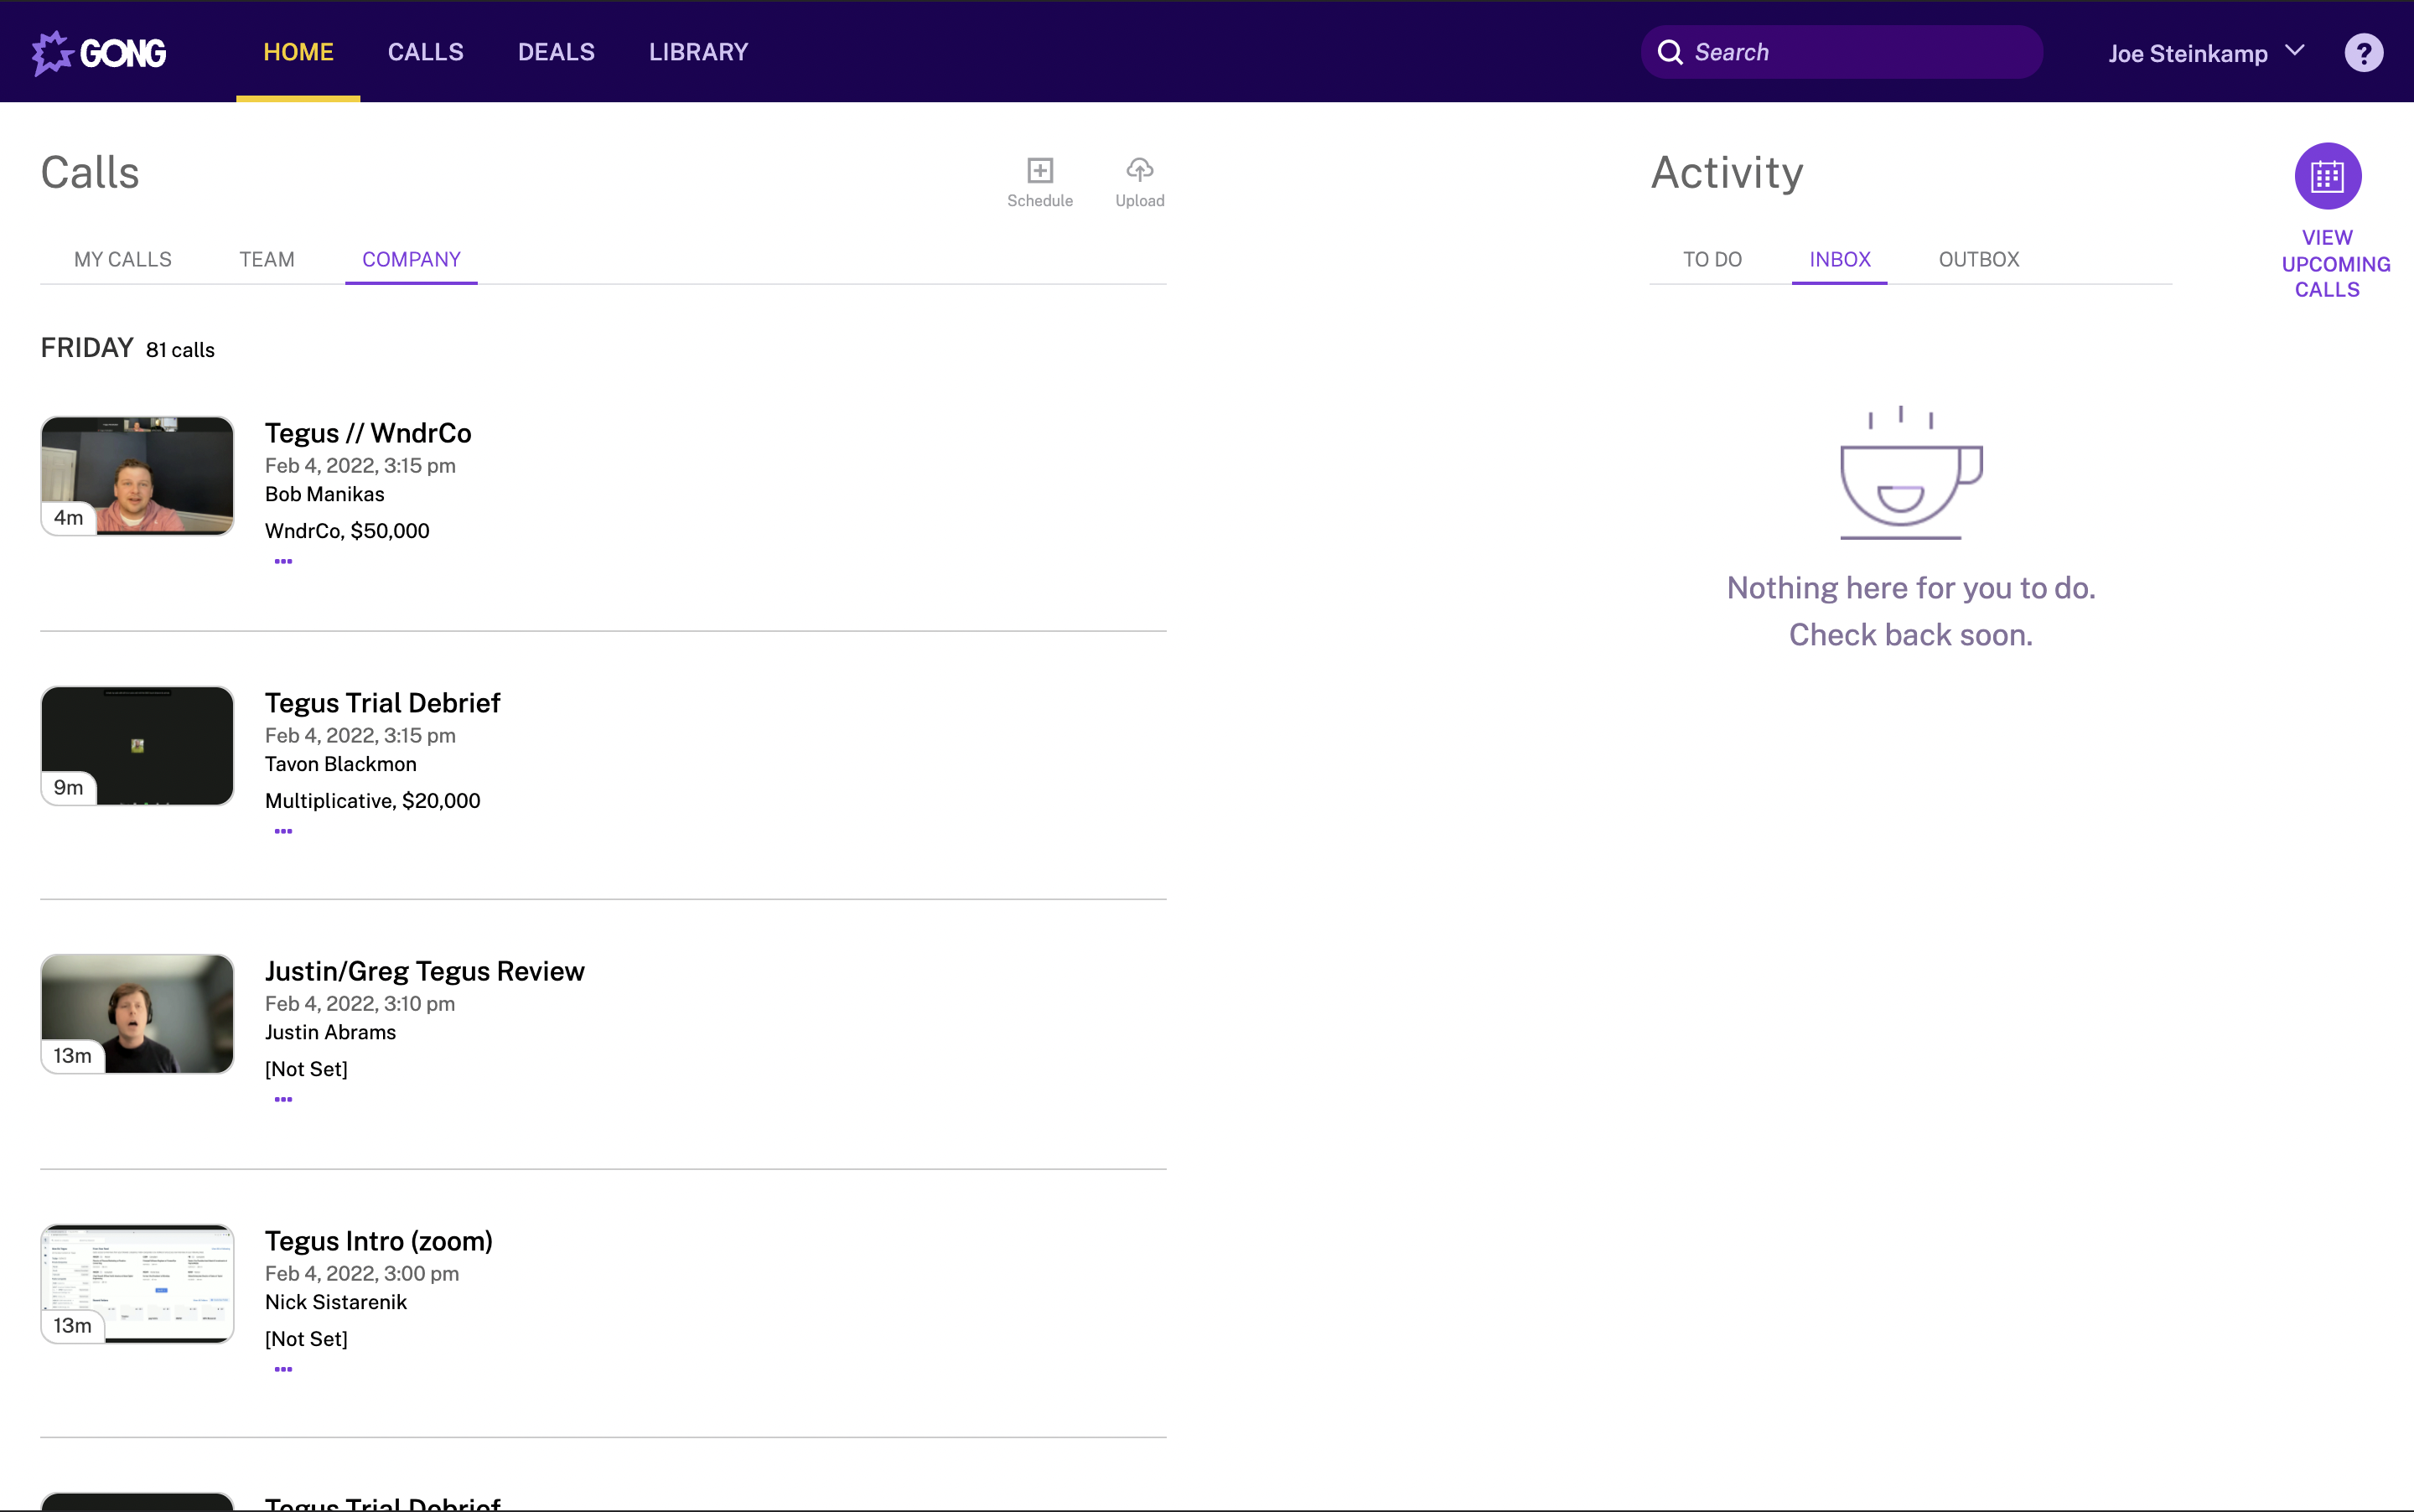 GONG
HOME
CALLS
DEALS
LIBRARY
Search
Joe Steinkamp
?
Calls
Schedule
Upload
MY CALLS
TEAM
COMPANY
FRIDAY 81 calls
Tegus // WndrCo
Feb 4, 2022, 3:15 pm
Bob Manikas
WndrCo, $50,000
4m
Tegus Trial Debrief
Feb 4, 2022, 3:15 pm
Tavon Blackmon
Multiplicative, $20,000
9m
Justin/Greg Tegus Review
Feb 4, 2022, 3:10 pm
Justin Abrams
[Not Set]
13m
Tegus Intro (zoom)
Feb 4, 2022, 3:00 pm
Nick Sistarenik
[Not Set]
13m
Tegus Trial Debrief
Activity
TO DO
INBOX
OUTBOX
Nothing here for you to do.
Check back soon.
VIEW
UPCOMING
CALLS